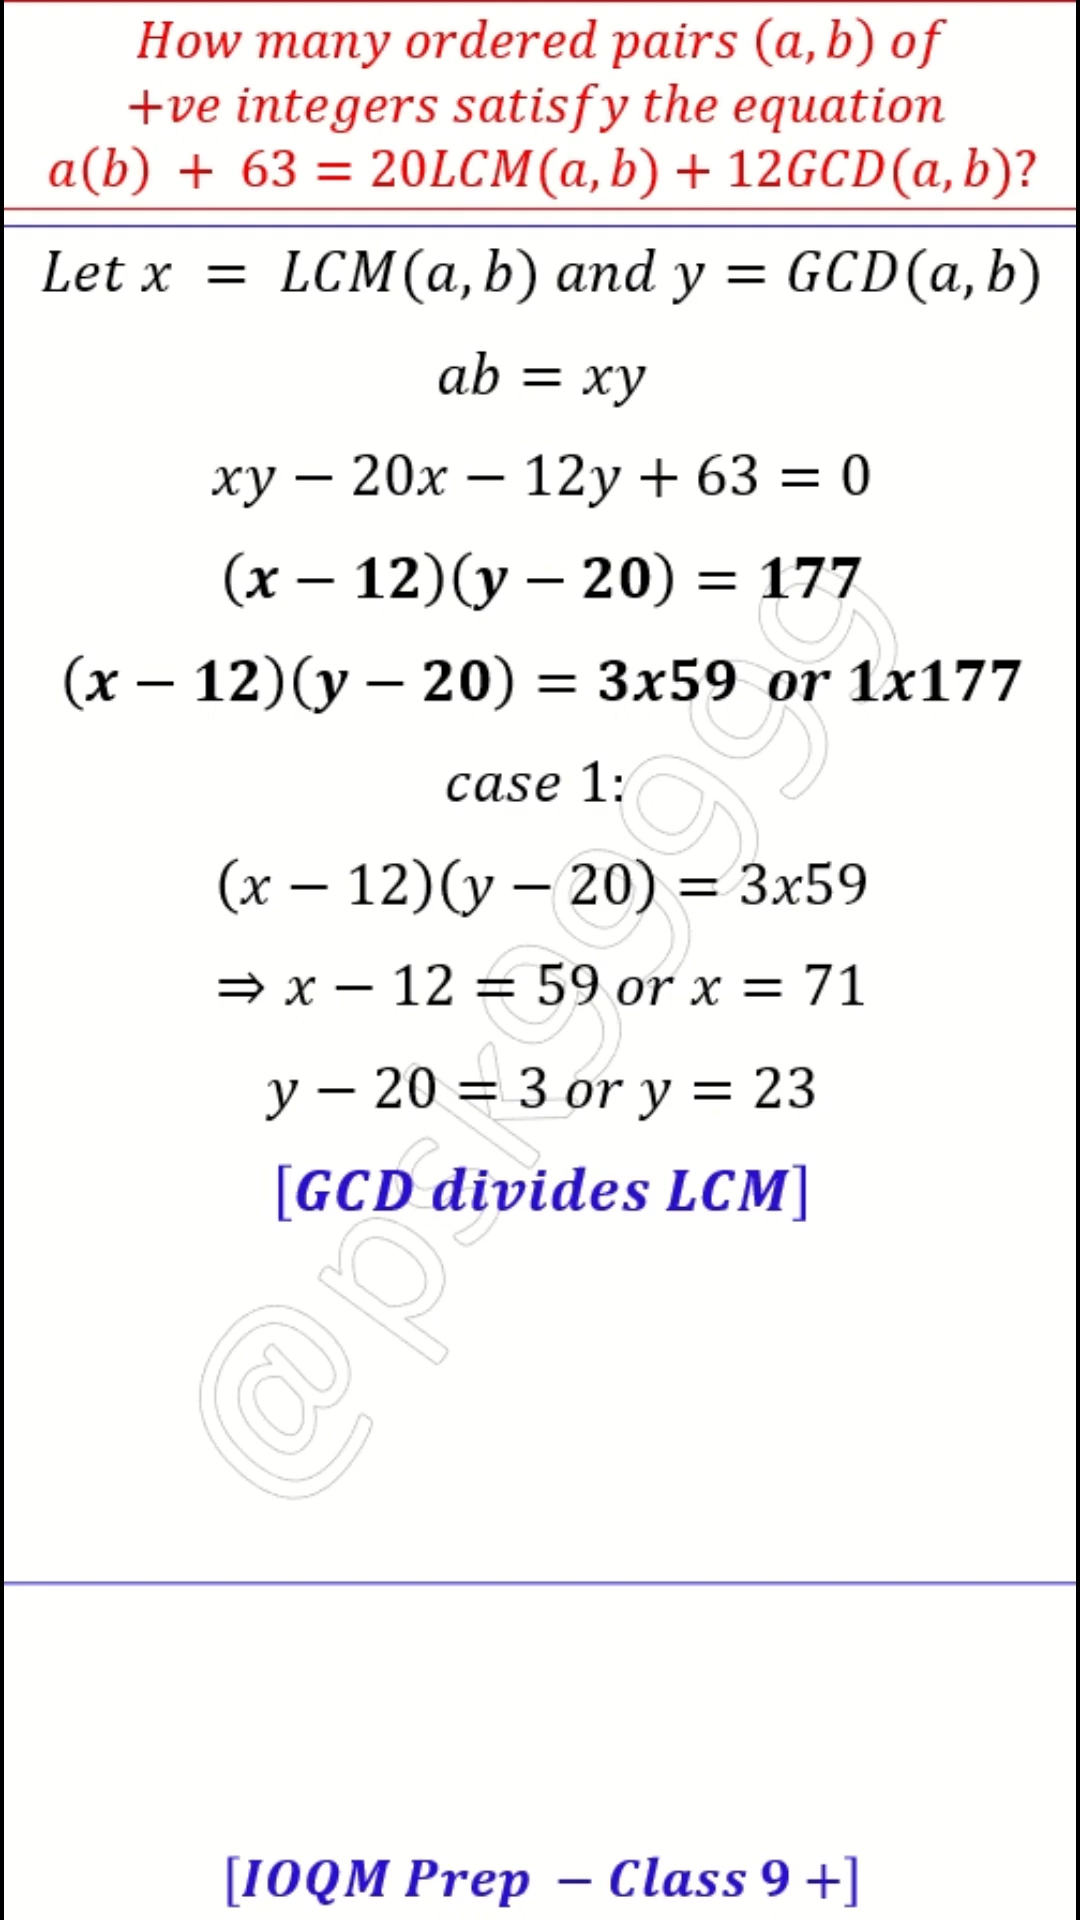 How many ordered pairs (a, b) of
+ve integers satisfy the equation
a(b) + 63 = 20LCM(a, b) + 12GCD(a, b)?
Let x = LCM(a, b) and y = GCD(a, b)
ab = xy
xy − 20x − 12y + 63 = 0
(x − 12)(y − 20) = 177
(x − 12)(y − 20) = 3x59 or 1x177
case 1:
(x − 12)(y − 20) = 3x59
⇒ x − 12 = 59 or x = 71
y − 20 = 3 or y = 23
[GCD divides LCM]
@psk9999
[IOQM Prep − Class 9 +]